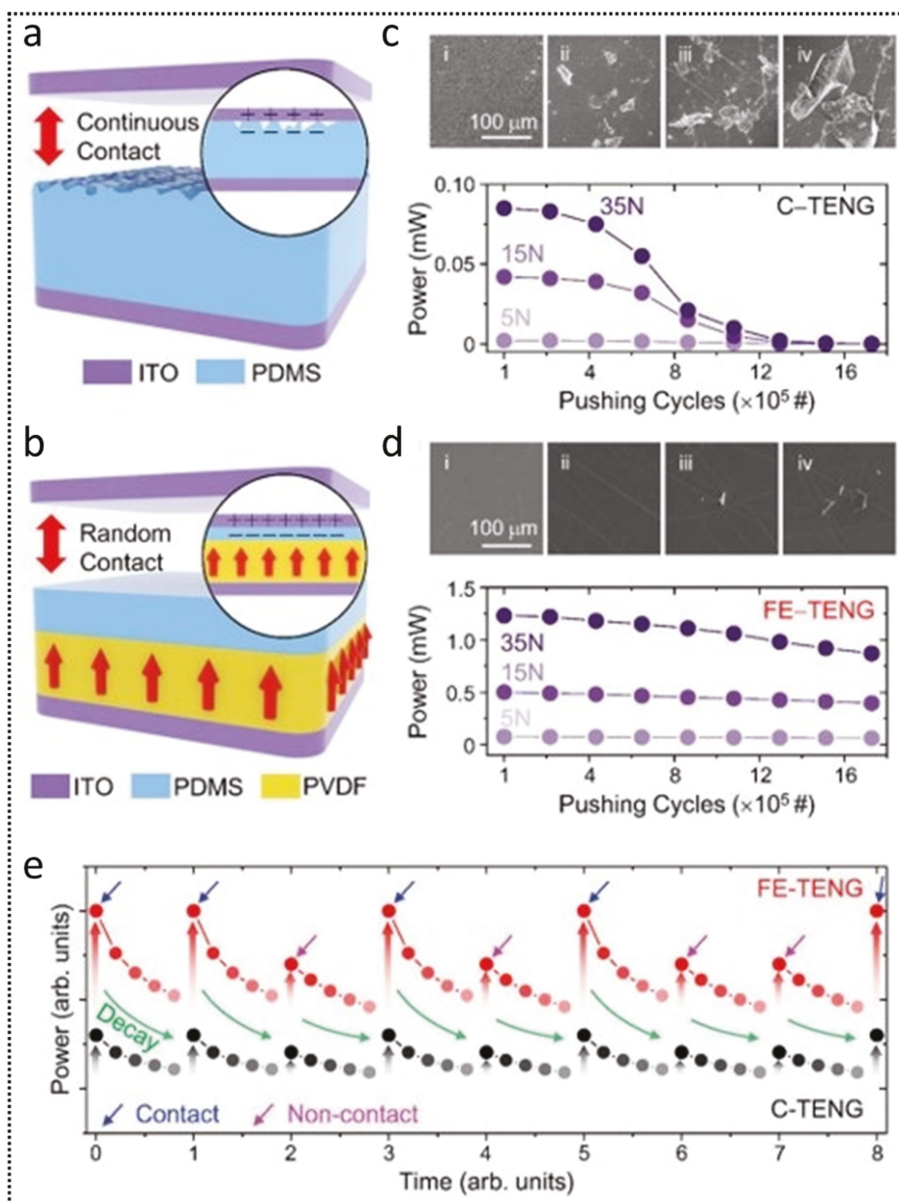 a
Continuous
Contact
+ + + +
− − − −
ITO PDMS
c
i ii iii iv
100 μm
0.10
35N
C–TENG
0.05
15N
5N
0
Power (mW)
1 4 8 12 16
Pushing Cycles (×10⁵ #)
b
Random
Contact
+++++++
−−−−−−−
ITO PDMS PVDF
d
i ii iii iv
100 μm
1.5
FE–TENG
1.0
35N
15N
0.5
5N
0
Power (mW)
1 4 8 12 16
Pushing Cycles (×10⁵ #)
e
FE-TENG
Power (arb. units)
Decay
Contact Non-contact
C-TENG
0 1 2 3 4 5 6 7 8
Time (arb. units)